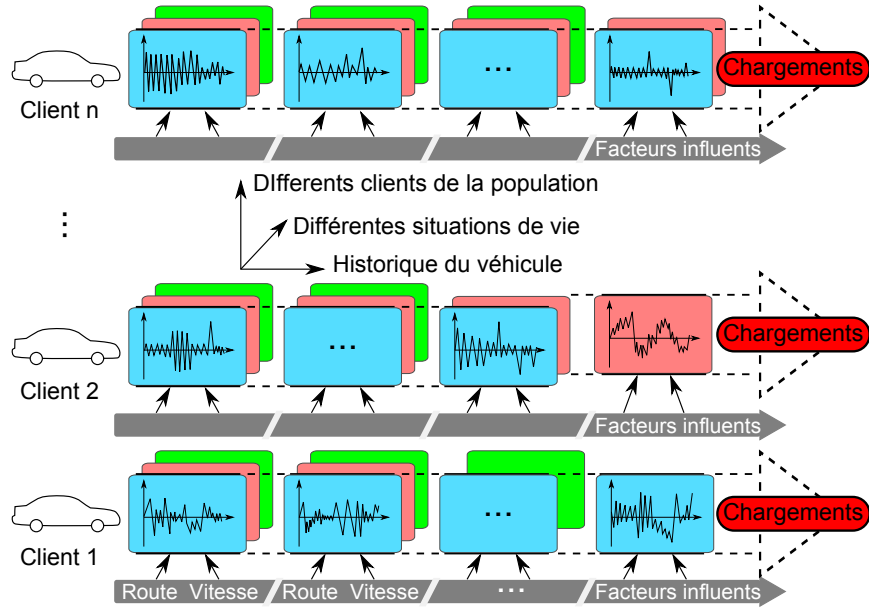 ...
Chargements
Client n
Facteurs influents
DIfferents clients de la population
...
Différentes situations de vie
Historique du véhicule
...
Chargements
Client 2
Facteurs influents
...
Chargements
Client 1
Route Vitesse Route Vitesse ... Facteurs influents